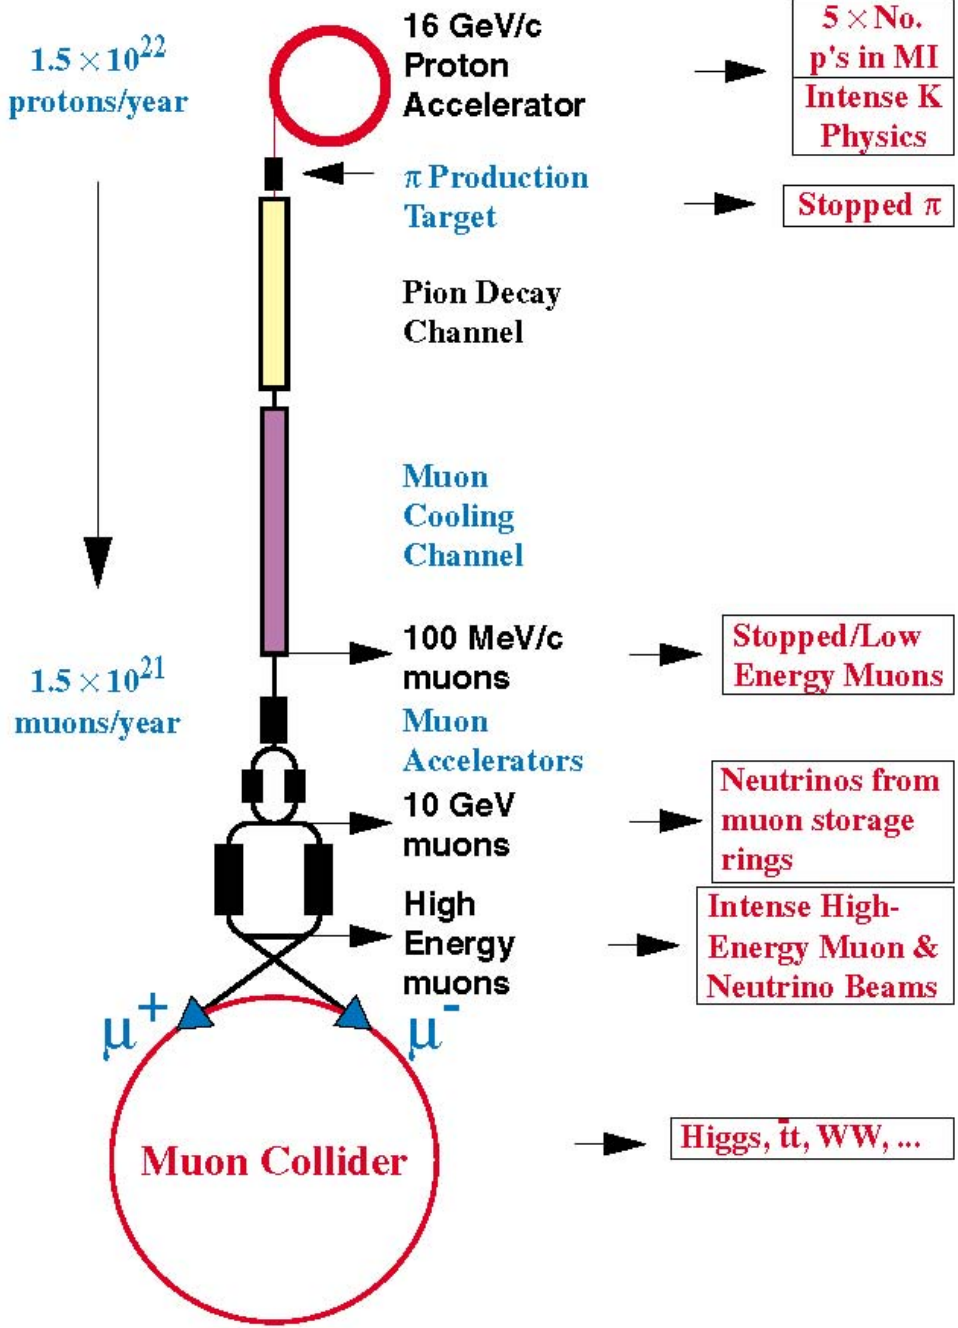 1.5 × 10²²
protons/year
16 GeV/c
Proton
Accelerator
5 × No.
p's in MI
Intense K
Physics
π Production
Target
Stopped π
Pion Decay
Channel
Muon
Cooling
Channel
100 MeV/c
muons
Stopped/Low
Energy Muons
1.5 × 10²¹
muons/year
Muon
Accelerators
10 GeV
muons
Neutrinos from
muon storage
rings
High
Energy
muons
Intense High-
Energy Muon &
Neutrino Beams
μ⁺
μ⁻
Muon Collider
Higgs, t̄t, WW, ...